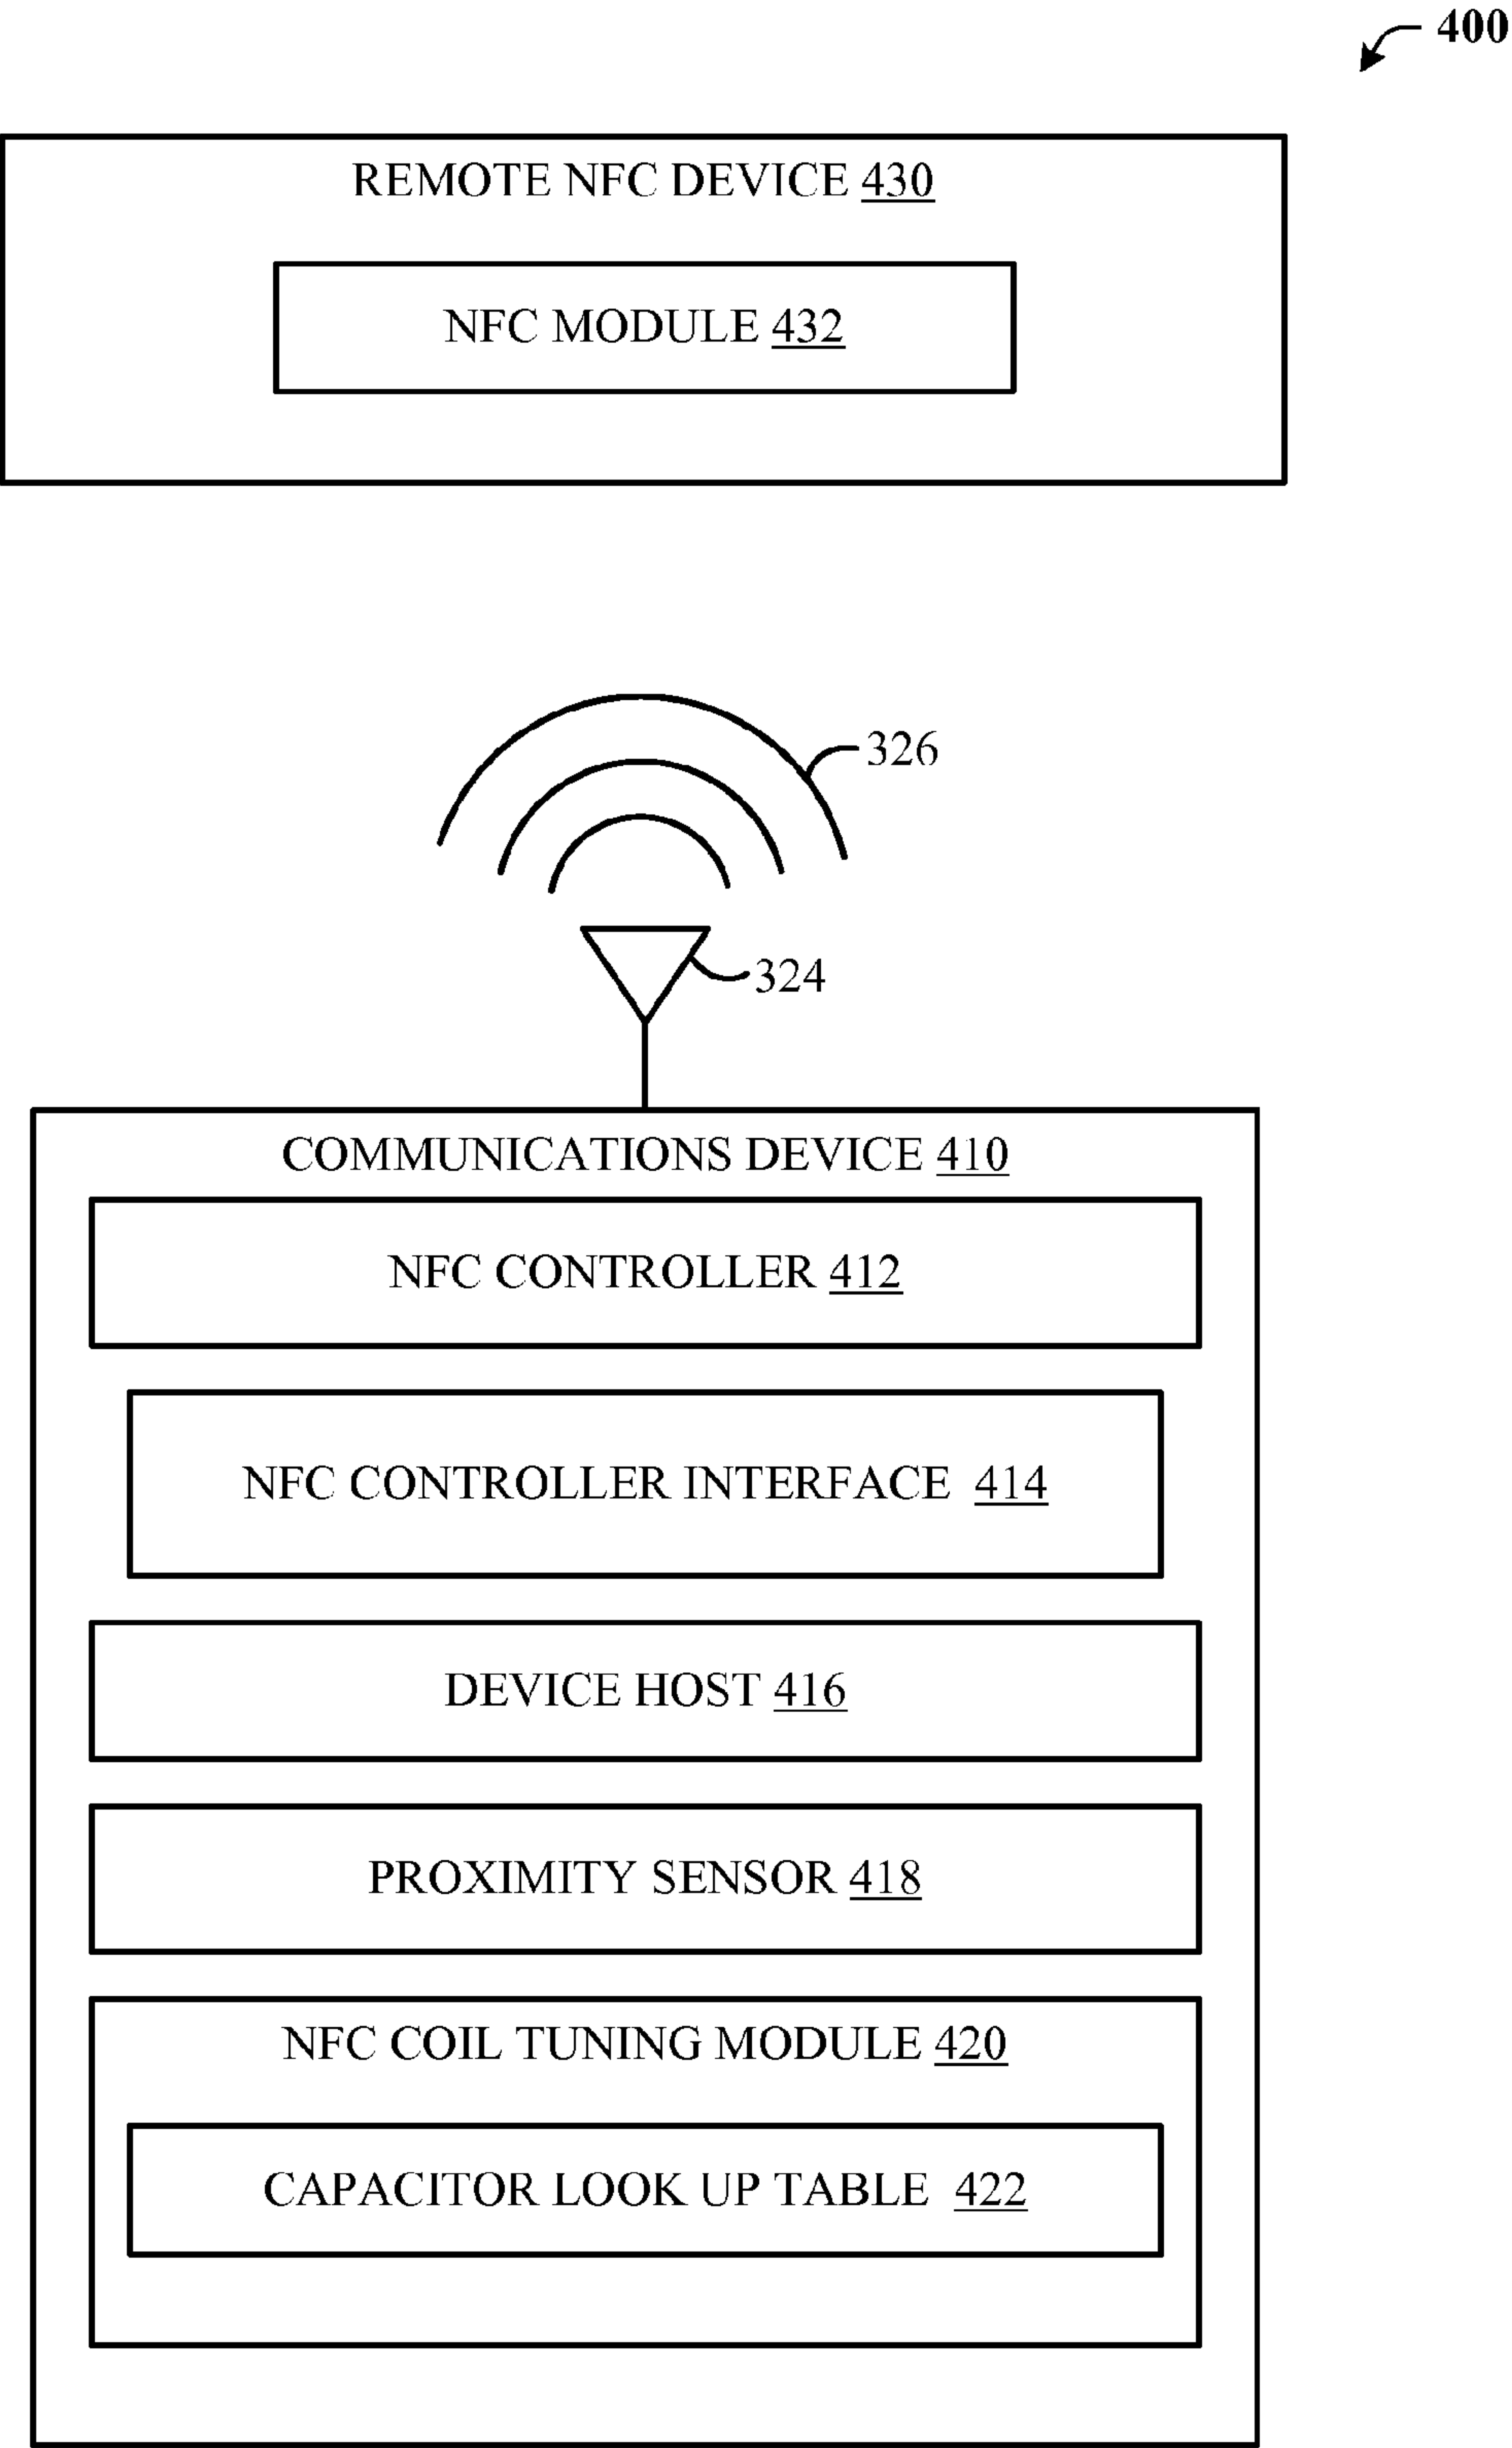 400
REMOTE NFC DEVICE 430
NFC MODULE 432
326
324
COMMUNICATIONS DEVICE 410
NFC CONTROLLER 412
NFC CONTROLLER INTERFACE 414
DEVICE HOST 416
PROXIMITY SENSOR 418
NFC COIL TUNING MODULE 420
CAPACITOR LOOK UP TABLE 422